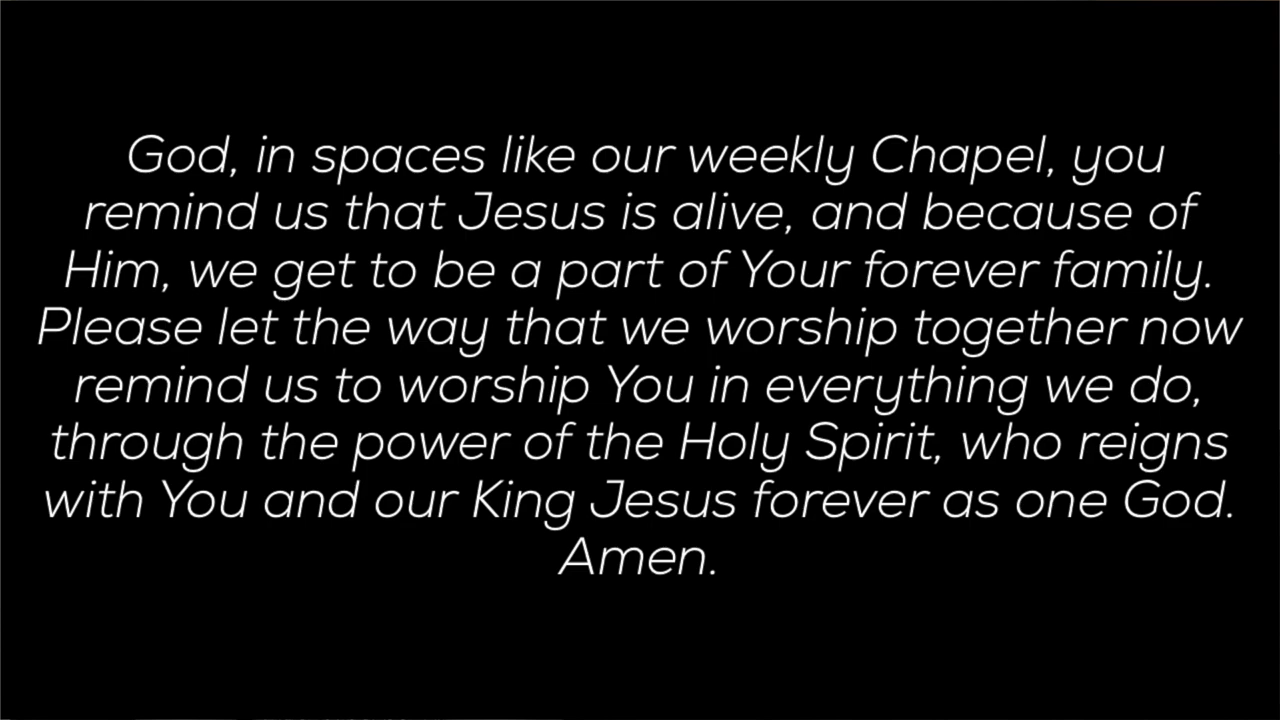 God, in spaces like our weekly Chapel, you
remind us that Jesus is alive, and because of
Him, we get to be a part of Your forever family.
Please let the way that we worship together now
remind us to worship You in everything we do,
through the power of the Holy Spirit, who reigns
with You and our King Jesus forever as one God.
Amen.